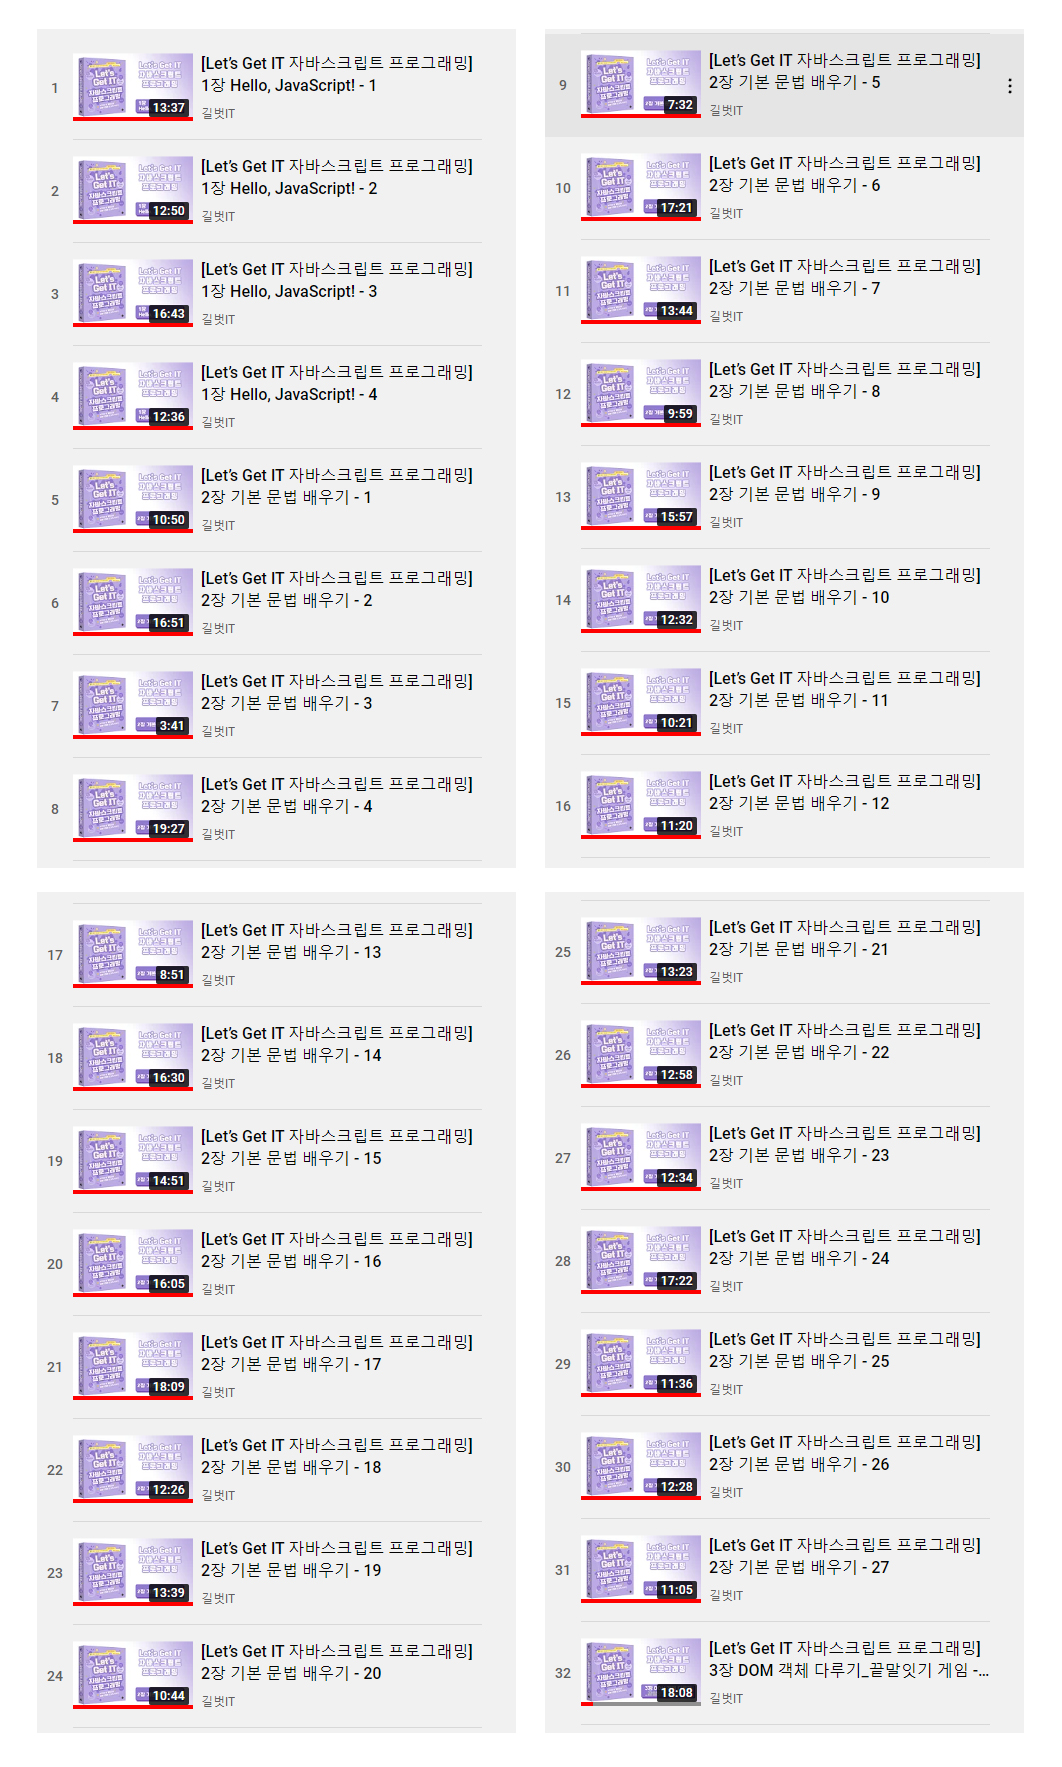 1
[Let’s Get IT 자바스크립트 프로그래밍]
1장 Hello, JavaScript! - 1
길벗IT
13:37
2
[Let’s Get IT 자바스크립트 프로그래밍]
1장 Hello, JavaScript! - 2
길벗IT
12:50
3
[Let’s Get IT 자바스크립트 프로그래밍]
1장 Hello, JavaScript! - 3
길벗IT
16:43
4
[Let’s Get IT 자바스크립트 프로그래밍]
1장 Hello, JavaScript! - 4
길벗IT
12:36
5
[Let’s Get IT 자바스크립트 프로그래밍]
2장 기본 문법 배우기 - 1
길벗IT
10:50
6
[Let’s Get IT 자바스크립트 프로그래밍]
2장 기본 문법 배우기 - 2
길벗IT
16:51
7
[Let’s Get IT 자바스크립트 프로그래밍]
2장 기본 문법 배우기 - 3
길벗IT
3:41
8
[Let’s Get IT 자바스크립트 프로그래밍]
2장 기본 문법 배우기 - 4
길벗IT
19:27
9
[Let’s Get IT 자바스크립트 프로그래밍]
2장 기본 문법 배우기 - 5
길벗IT
7:32
10
[Let’s Get IT 자바스크립트 프로그래밍]
2장 기본 문법 배우기 - 6
길벗IT
17:21
11
[Let’s Get IT 자바스크립트 프로그래밍]
2장 기본 문법 배우기 - 7
길벗IT
13:44
12
[Let’s Get IT 자바스크립트 프로그래밍]
2장 기본 문법 배우기 - 8
길벗IT
9:59
13
[Let’s Get IT 자바스크립트 프로그래밍]
2장 기본 문법 배우기 - 9
길벗IT
15:57
14
[Let’s Get IT 자바스크립트 프로그래밍]
2장 기본 문법 배우기 - 10
길벗IT
12:32
15
[Let’s Get IT 자바스크립트 프로그래밍]
2장 기본 문법 배우기 - 11
길벗IT
10:21
16
[Let’s Get IT 자바스크립트 프로그래밍]
2장 기본 문법 배우기 - 12
길벗IT
11:20
17
[Let’s Get IT 자바스크립트 프로그래밍]
2장 기본 문법 배우기 - 13
길벗IT
8:51
18
[Let’s Get IT 자바스크립트 프로그래밍]
2장 기본 문법 배우기 - 14
길벗IT
16:30
19
[Let’s Get IT 자바스크립트 프로그래밍]
2장 기본 문법 배우기 - 15
길벗IT
14:51
20
[Let’s Get IT 자바스크립트 프로그래밍]
2장 기본 문법 배우기 - 16
길벗IT
16:05
21
[Let’s Get IT 자바스크립트 프로그래밍]
2장 기본 문법 배우기 - 17
길벗IT
18:09
22
[Let’s Get IT 자바스크립트 프로그래밍]
2장 기본 문법 배우기 - 18
길벗IT
12:26
23
[Let’s Get IT 자바스크립트 프로그래밍]
2장 기본 문법 배우기 - 19
길벗IT
13:39
24
[Let’s Get IT 자바스크립트 프로그래밍]
2장 기본 문법 배우기 - 20
길벗IT
10:44
25
[Let’s Get IT 자바스크립트 프로그래밍]
2장 기본 문법 배우기 - 21
길벗IT
13:23
26
[Let’s Get IT 자바스크립트 프로그래밍]
2장 기본 문법 배우기 - 22
길벗IT
12:58
27
[Let’s Get IT 자바스크립트 프로그래밍]
2장 기본 문법 배우기 - 23
길벗IT
12:34
28
[Let’s Get IT 자바스크립트 프로그래밍]
2장 기본 문법 배우기 - 24
길벗IT
17:22
29
[Let’s Get IT 자바스크립트 프로그래밍]
2장 기본 문법 배우기 - 25
길벗IT
11:36
30
[Let’s Get IT 자바스크립트 프로그래밍]
2장 기본 문법 배우기 - 26
길벗IT
12:28
31
[Let’s Get IT 자바스크립트 프로그래밍]
2장 기본 문법 배우기 - 27
길벗IT
11:05
32
[Let’s Get IT 자바스크립트 프로그래밍]
3장 DOM 객체 다루기_끝말잇기 게임 -...
길벗IT
18:08